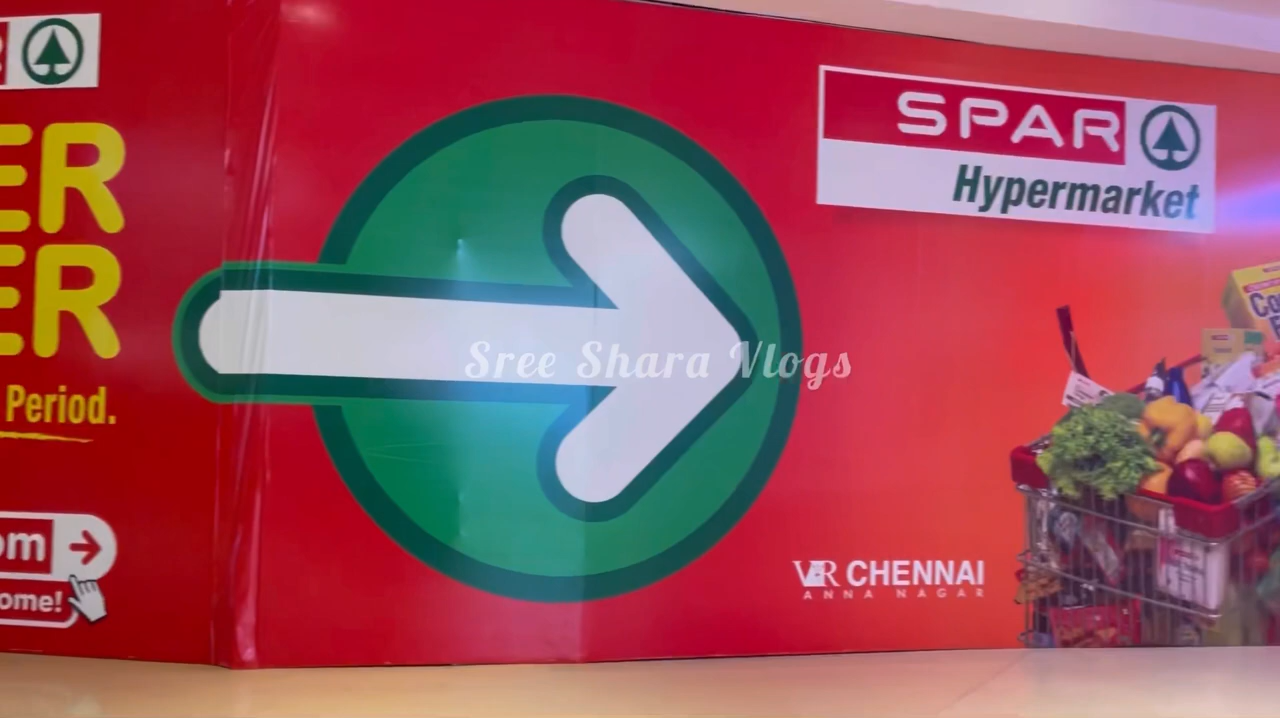 ER
ER
Period.
om
ome!
SPAR
Hypermarket
Sree Shara Vlogs
VR CHENNAI
ANNA NAGAR